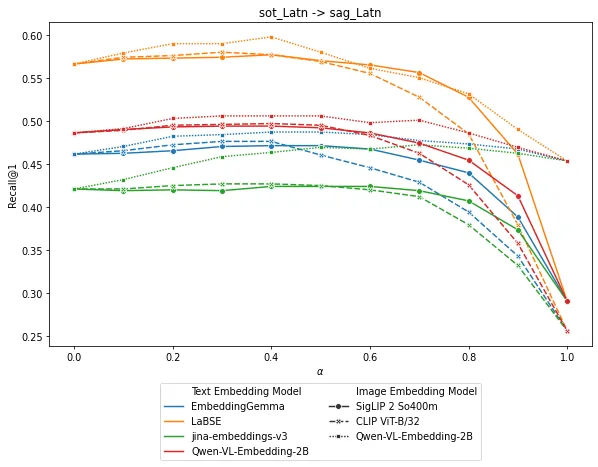 sot_Latn -> sag_Latn
Recall@1
0.60
0.55
0.50
0.45
0.40
0.35
0.30
0.25
0.0 0.2 0.4 0.6 0.8 1.0
α
Text Embedding Model
EmbeddingGemma
LaBSE
jina-embeddings-v3
Qwen-VL-Embedding-2B
Image Embedding Model
SigLIP 2 So400m
CLIP ViT-B/32
Qwen-VL-Embedding-2B